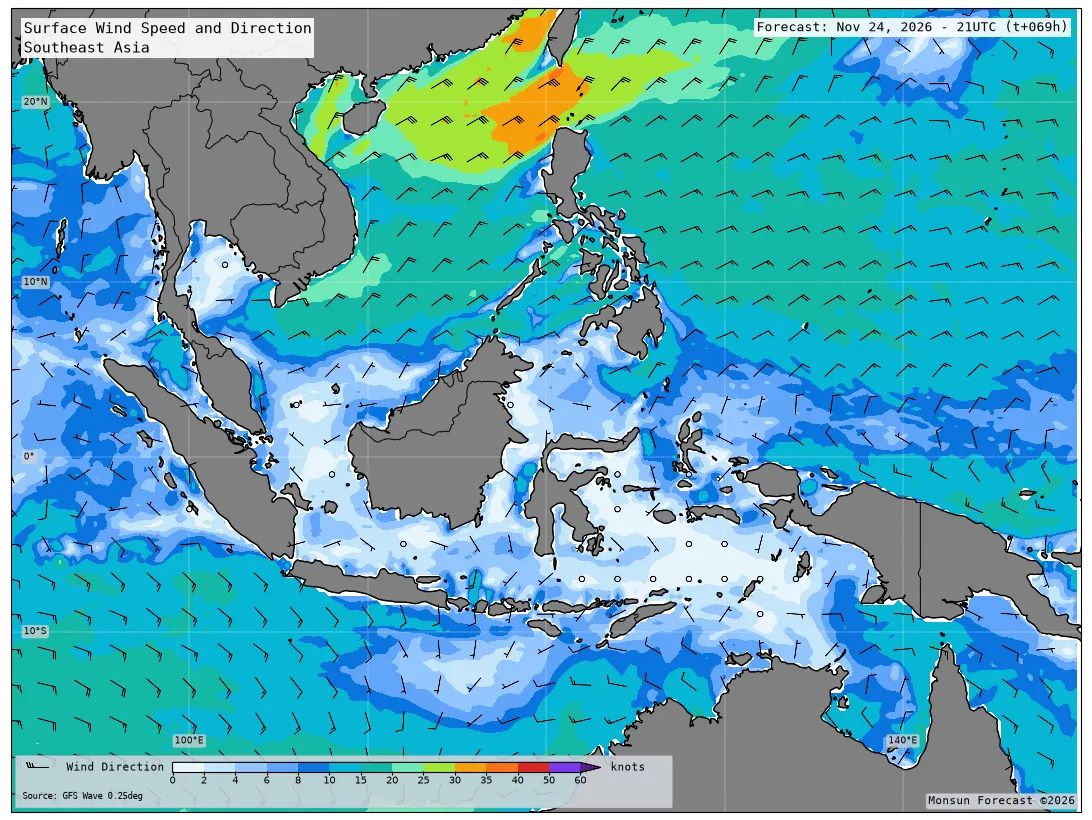 Surface Wind Speed and Direction
Southeast Asia
Forecast: Nov 24, 2026 - 21UTC (t+069h)
20°N
10°N
0°
10°S
100°E
140°E
Wind Direction
knots
0 2 4 6 8 10 15 20 25 30 35 40 50 60
Source: GFS Wave 0.25deg
Monsun Forecast ©2026